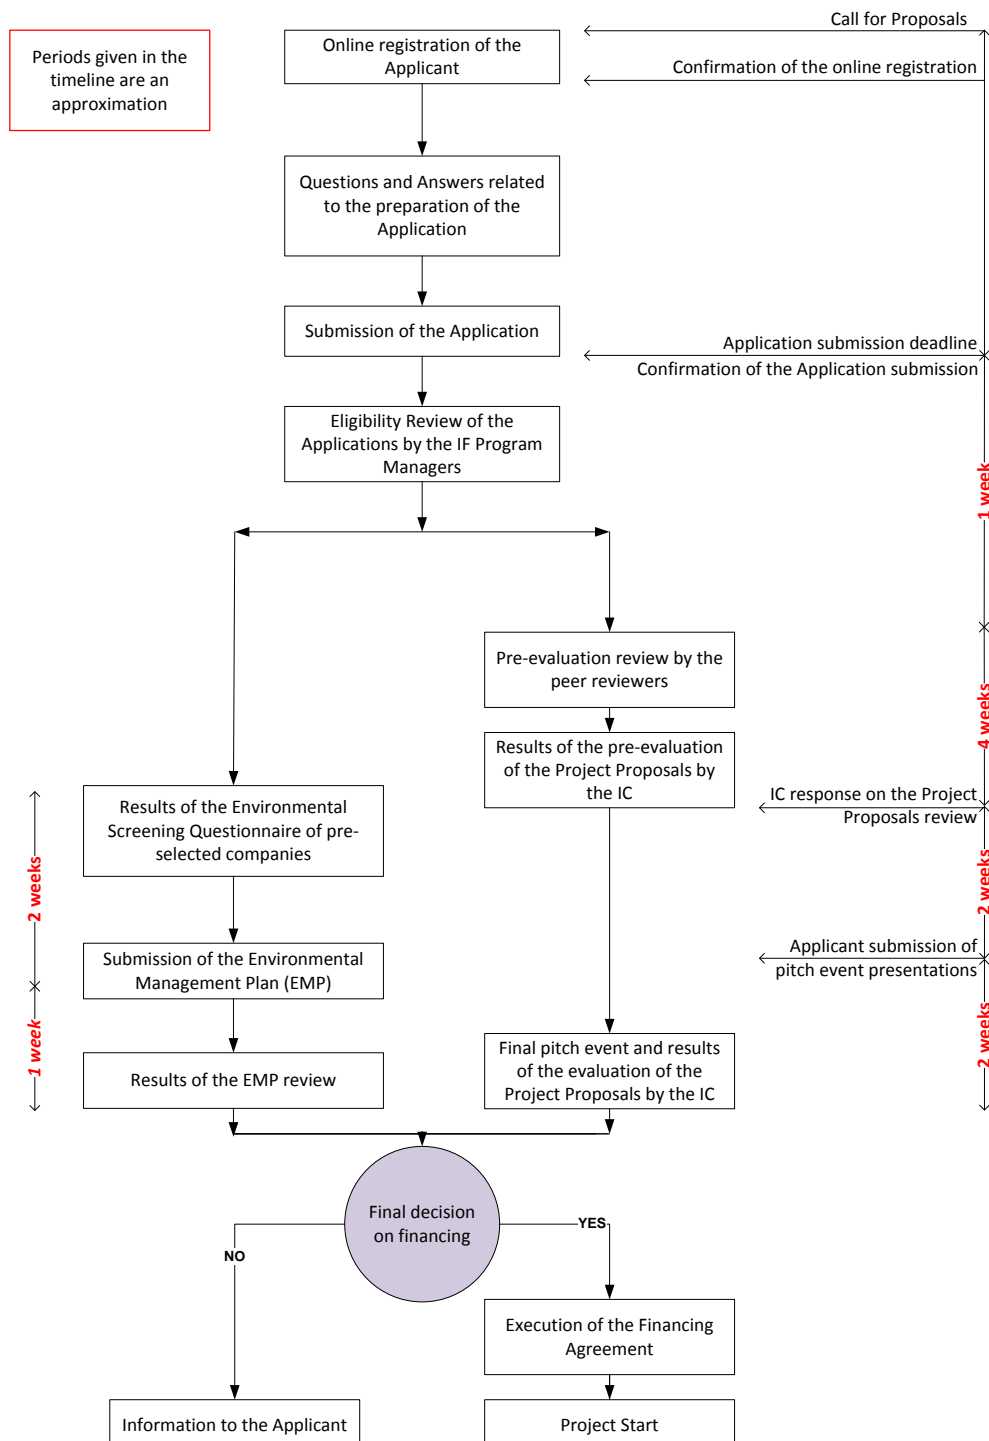 Call for Proposals
Online registration of the
Applicant
Periods given in the
timeline are an
approximation
Confirmation of the online registration
Questions and Answers related
to the preparation of the
Application
Submission of the Application
Application submission deadline
Confirmation of the Application submission
Eligibility Review of the
Applications by the IF Program
Managers
1 week
Pre-evaluation review by the
peer reviewers
4 weeks
Results of the pre-evaluation
of the Project Proposals by
the IC
Results of the Environmental
Screening Questionnaire of pre-
selected companies
IC response on the Project
Proposals review
2 weeks
2 weeks
Submission of the Environmental
Management Plan (EMP)
Applicant submission of
pitch event presentations
1 week
2 weeks
Results of the EMP review
Final pitch event and results
of the evaluation of the
Project Proposals by the IC
Final decision
on financing
NO
YES
Execution of the Financing
Agreement
Information to the Applicant
Project Start